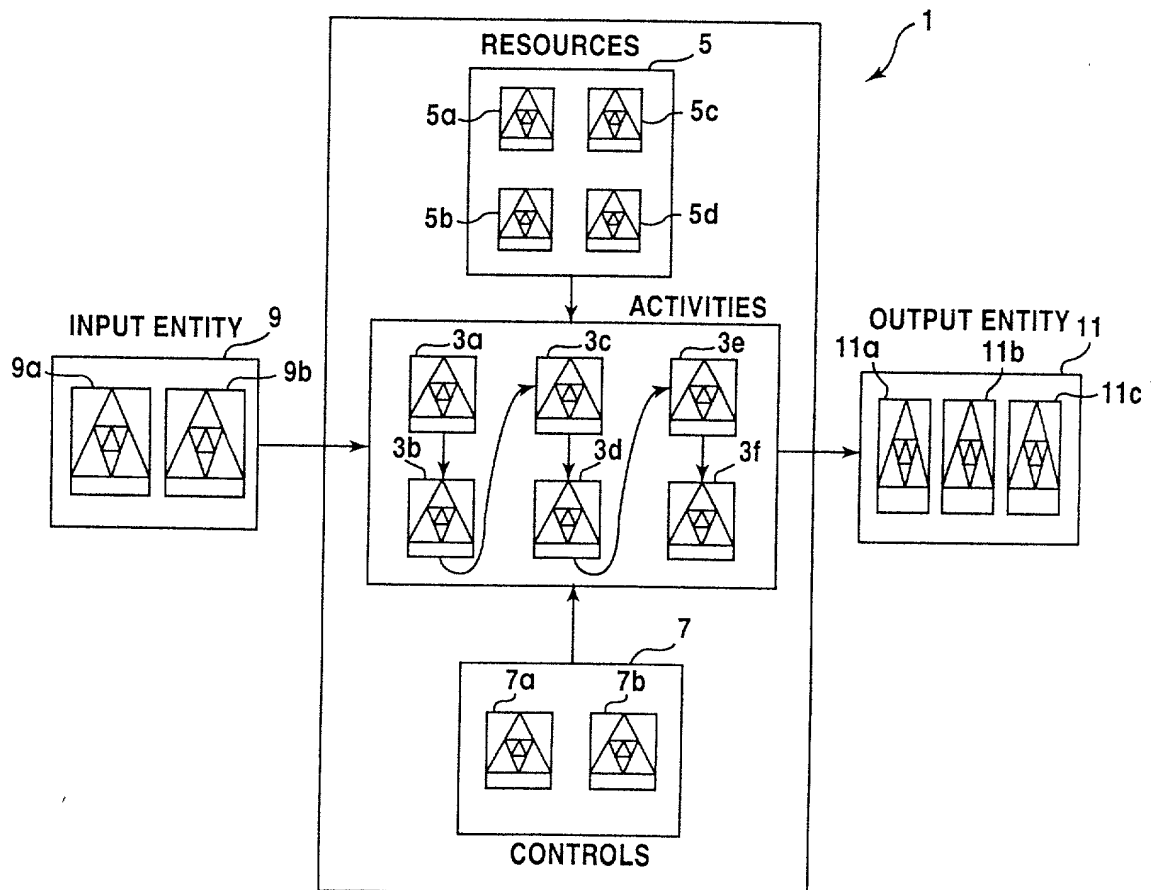 1
RESOURCES 5
5a 5c
5b 5d
INPUT ENTITY 9
9a 9b
ACTIVITIES
3a 3c 3e
3b 3d 3f
OUTPUT ENTITY 11
11a 11b 11c
7
7a 7b
CONTROLS